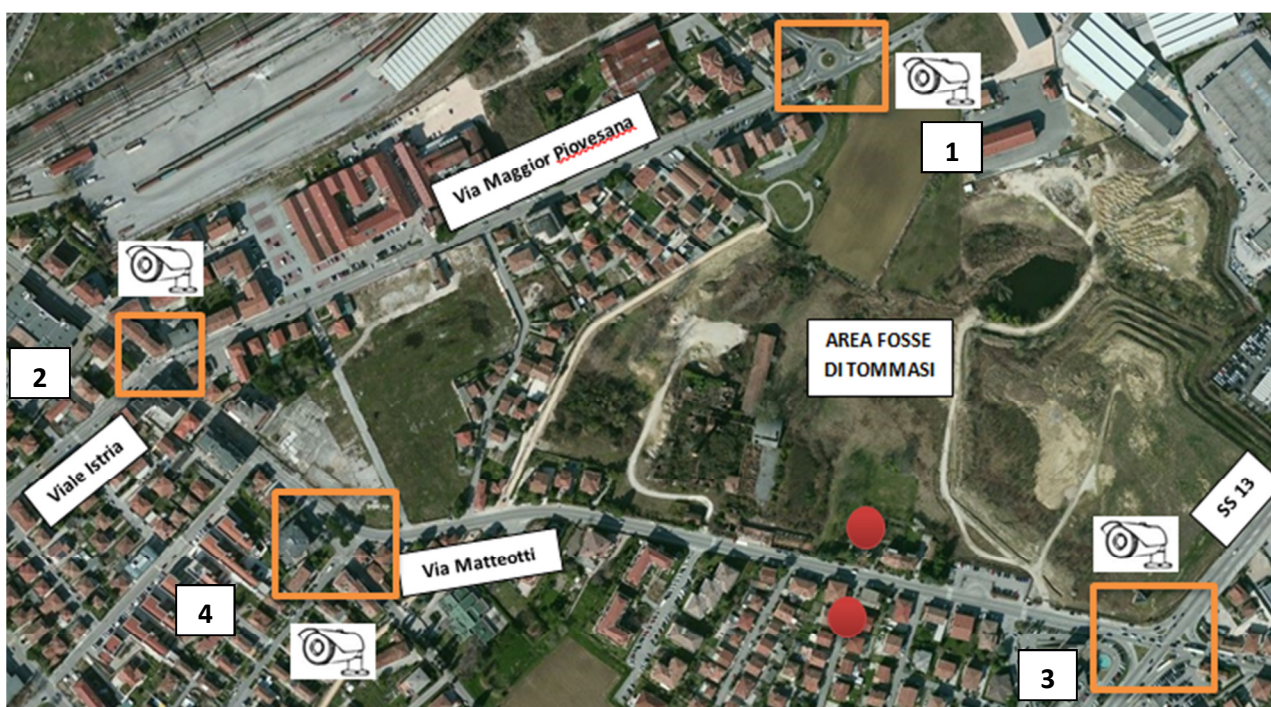 1
Via Maggior Piovesana
2
AREA FOSSE
DI TOMMASI
Viale Istria
SS 13
Via Matteotti
4
3